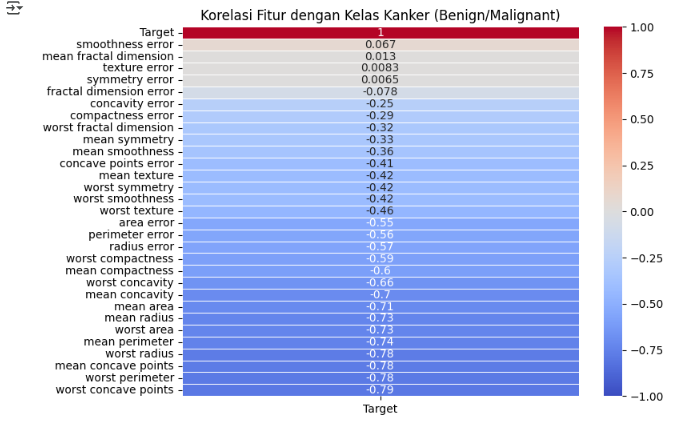 Korelasi Fitur dengan Kelas Kanker (Benign/Malignant)
Target 1
smoothness error 0.067
mean fractal dimension 0.013
texture error 0.0083
symmetry error 0.0065
fractal dimension error -0.078
concavity error -0.25
compactness error -0.29
worst fractal dimension -0.32
mean symmetry -0.33
mean smoothness -0.36
concave points error -0.41
mean texture -0.42
worst symmetry -0.42
worst smoothness -0.42
worst texture -0.46
area error -0.55
perimeter error -0.56
radius error -0.57
worst compactness -0.59
mean compactness -0.6
worst concavity -0.66
mean concavity -0.7
mean area -0.71
mean radius -0.73
worst area -0.73
mean perimeter -0.74
worst radius -0.78
mean concave points -0.78
worst perimeter -0.78
worst concave points -0.79
Target
1.00
0.75
0.50
0.25
0.00
−0.25
−0.50
−0.75
−1.00